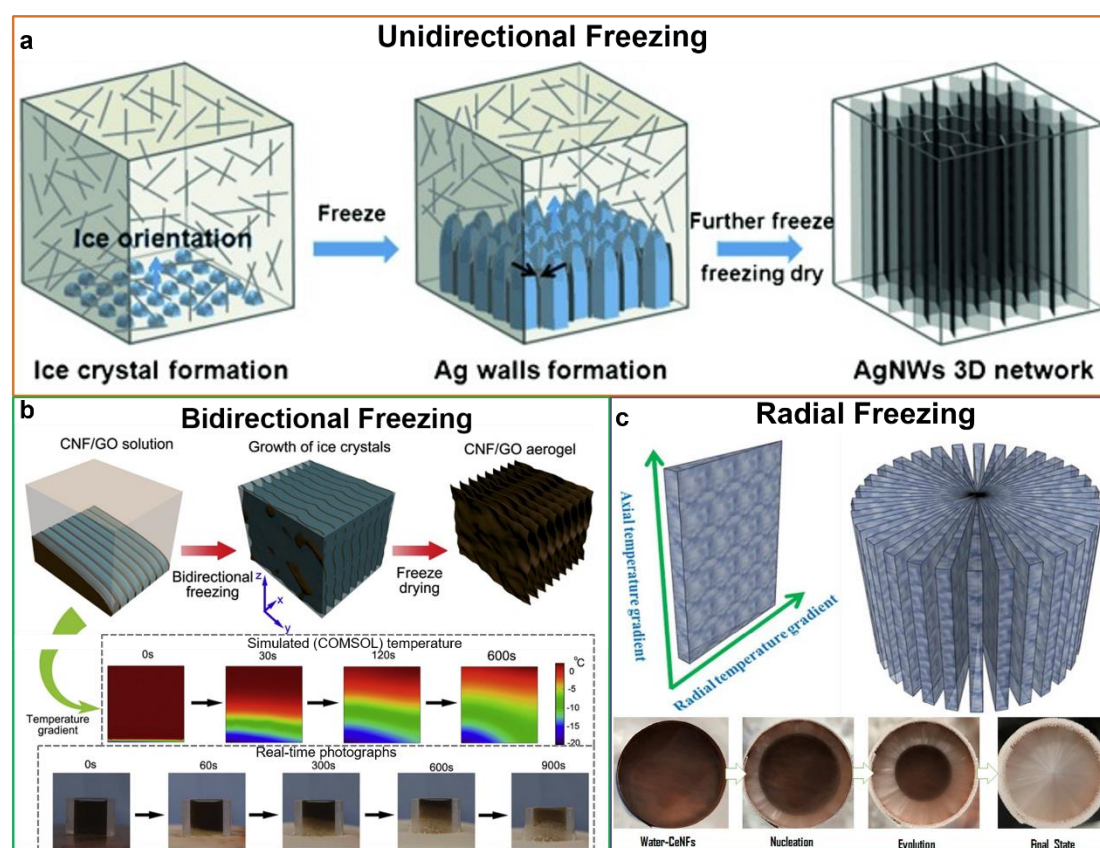 a
Unidirectional Freezing
Ice orientation
Freeze
Further freeze
freezing dry
Ice crystal formation
Ag walls formation
AgNWs 3D network
b
Bidirectional Freezing
CNF/GO solution
Growth of ice crystals
CNF/GO aerogel
Bidirectional
freezing
z
x
y
Freeze
drying
Simulated (COMSOL) temperature
0s
30s
120s
600s
°C
0
-5
-10
-15
-20
Temperature
gradient
Real-time photographs
0s
60s
300s
600s
900s
c
Radial Freezing
Axial temperature
gradient
Radial temperature gradient
Water-CeNFs
Nucleation
Evolution
Final State